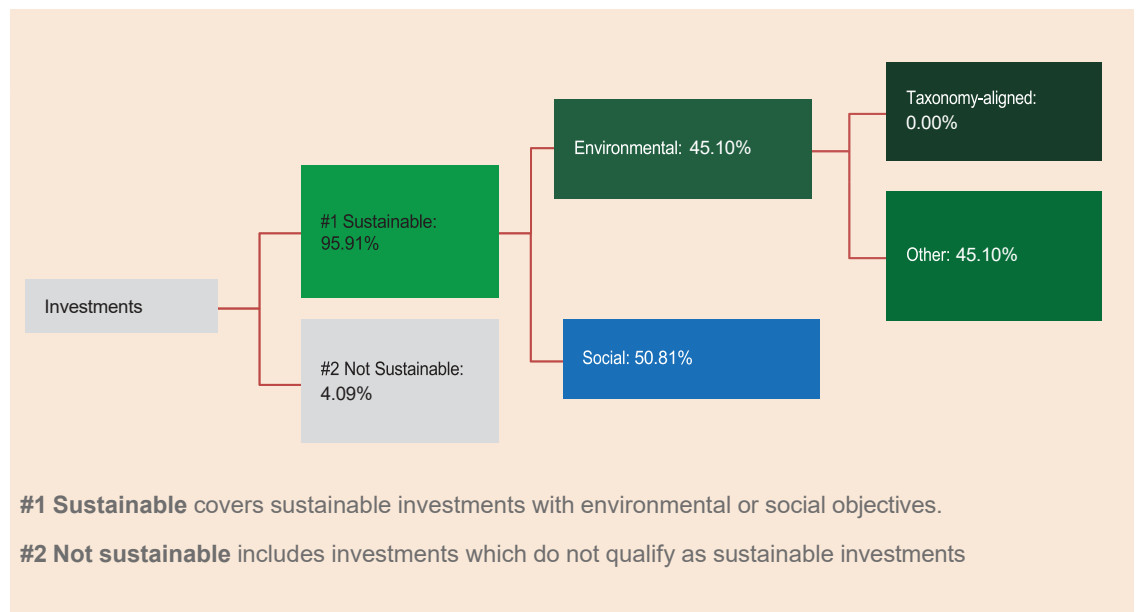 Taxonomy-aligned:
0.00%
Environmental: 45.10%
#1 Sustainable:
95.91%
Other: 45.10%
Investments
#2 Not Sustainable:
4.09%
Social: 50.81%
#1 Sustainable covers sustainable investments with environmental or social objectives.
#2 Not sustainable includes investments which do not qualify as sustainable investments